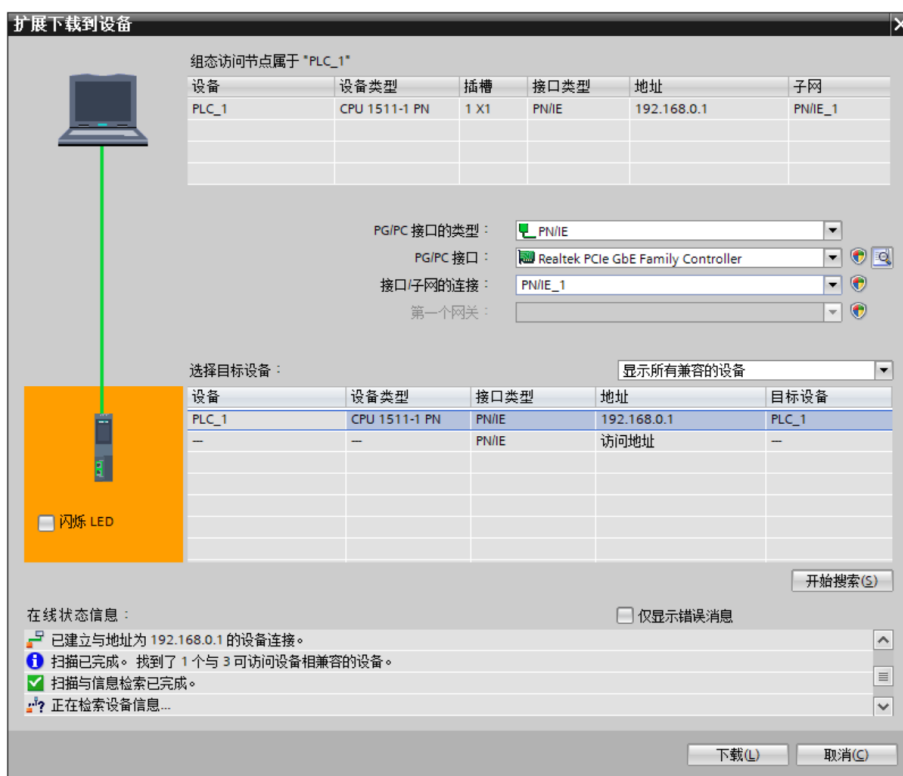 扩展下载到设备
组态访问节点属于 "PLC_1"
设备 设备类型 插槽 接口类型 地址 子网
PLC_1 CPU 1511-1 PN 1 X1 PN/IE 192.168.0.1 PN/IE_1
PG/PC 接口的类型： PN/IE
PG/PC 接口： Realtek PCIe GbE Family Controller
接口/子网的连接： PN/IE_1
第一个网关：
选择目标设备： 显示所有兼容的设备
设备 设备类型 接口类型 地址 目标设备
PLC_1 CPU 1511-1 PN PN/IE 192.168.0.1 PLC_1
— — PN/IE 访问地址 —
闪烁 LED
开始搜索(S)
在线状态信息： 仅显示错误消息
已建立与地址为 192.168.0.1 的设备连接。
扫描已完成。找到了 1 个与 3 可访问设备相兼容的设备。
扫描与信息检索已完成。
正在检索设备信息...
下载(L) 取消(C)